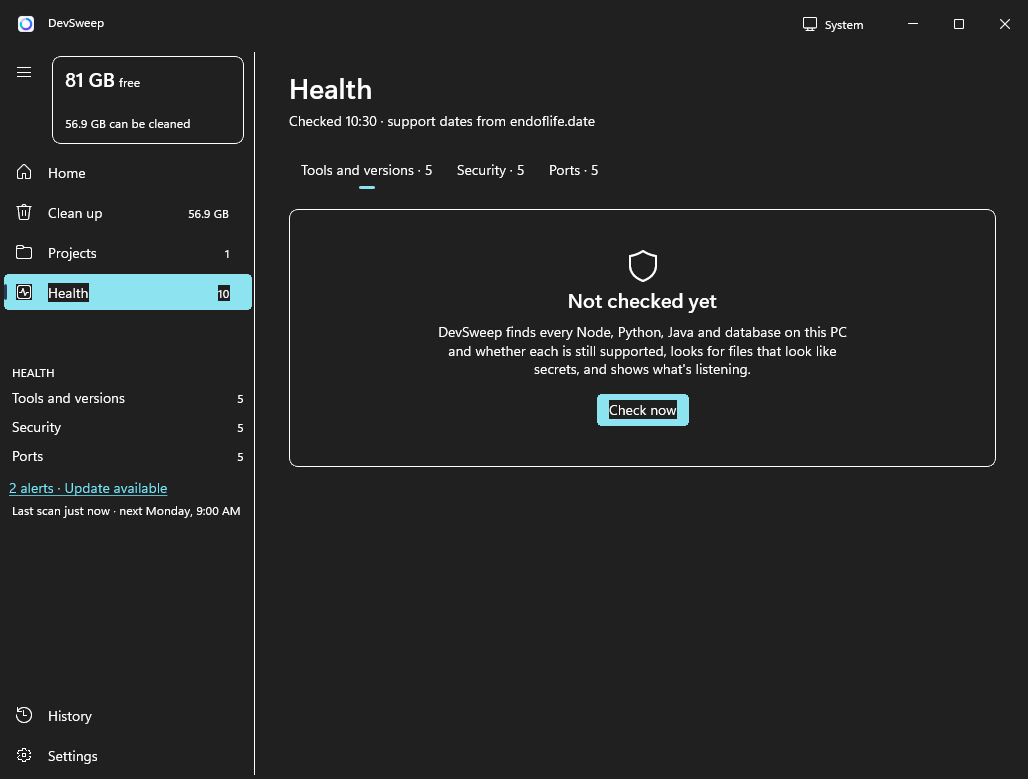 DevSweep
System
81 GB free
56.9 GB can be cleaned
Home
Clean up 56.9 GB
Projects 1
Health 10
HEALTH
Tools and versions 5
Security 5
Ports 5
2 alerts · Update available
Last scan just now · next Monday, 9:00 AM
History
Settings
Health
Checked 10:30 · support dates from endoflife.date
Tools and versions · 5 Security · 5 Ports · 5
Not checked yet
DevSweep finds every Node, Python, Java and database on this PC
and whether each is still supported, looks for files that look like
secrets, and shows what's listening.
Check now